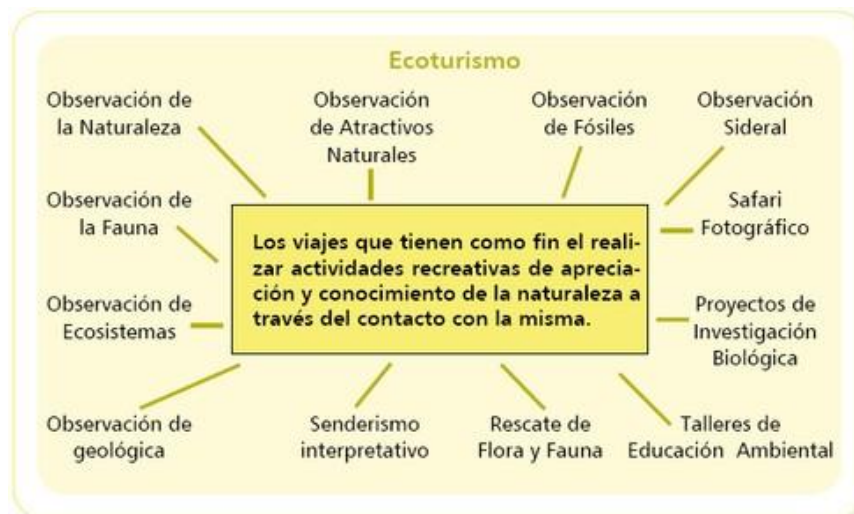 Ecoturismo
Observación de
la Naturaleza
Observación
de Atractivos
Naturales
Observación
de Fósiles
Observación
Sideral
Observación de
la Fauna
Safari
Fotográfico
Los viajes que tienen como fin el reali-
zar actividades recreativas de aprecia-
ción y conocimiento de la naturaleza a
través del contacto con la misma.
Observación de
Ecosistemas
Proyectos de
Investigación
Biológica
Observación de
geológica
Senderismo
interpretativo
Rescate de
Flora y Fauna
Talleres de
Educación Ambiental